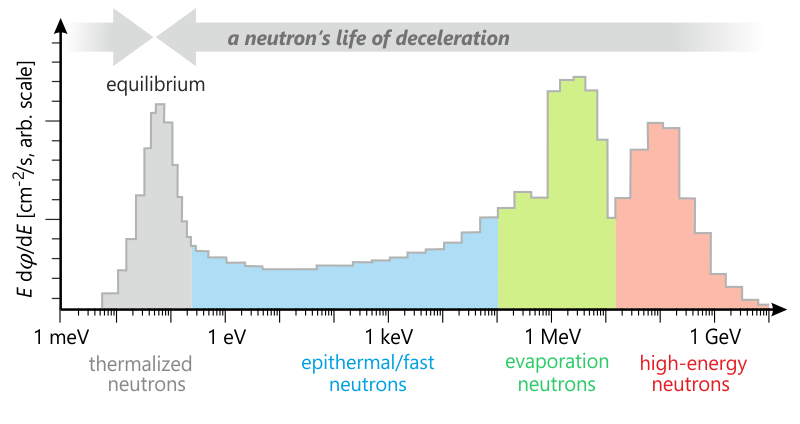 a neutron's life of deceleration
equilibrium
E dφ/dE [cm⁻²/s, arb. scale]
1 meV
1 eV
1 keV
1 MeV
1 GeV
thermalized
neutrons
epithermal/fast
neutrons
evaporation
neutrons
high-energy
neutrons